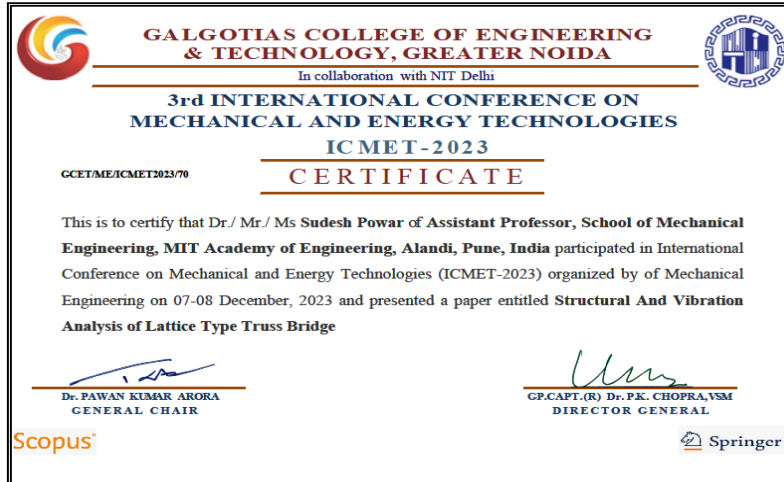 GALGOTIAS COLLEGE OF ENGINEERING
& TECHNOLOGY, GREATER NOIDA
In collaboration with NIT Delhi
3rd INTERNATIONAL CONFERENCE ON
MECHANICAL AND ENERGY TECHNOLOGIES
ICMET-2023
GCET/ME/ICMET2023/70
CERTIFICATE
This is to certify that Dr./ Mr./ Ms Sudesh Powar of Assistant Professor, School of Mechanical
Engineering, MIT Academy of Engineering, Alandi, Pune, India participated in International
Conference on Mechanical and Energy Technologies (ICMET-2023) organized by of Mechanical
Engineering on 07-08 December, 2023 and presented a paper entitled Structural And Vibration
Analysis of Lattice Type Truss Bridge
Dr. PAWAN KUMAR ARORA
GENERAL CHAIR
GP.CAPT.(R) Dr. P.K. CHOPRA,VSM
DIRECTOR GENERAL
Scopus
Springer